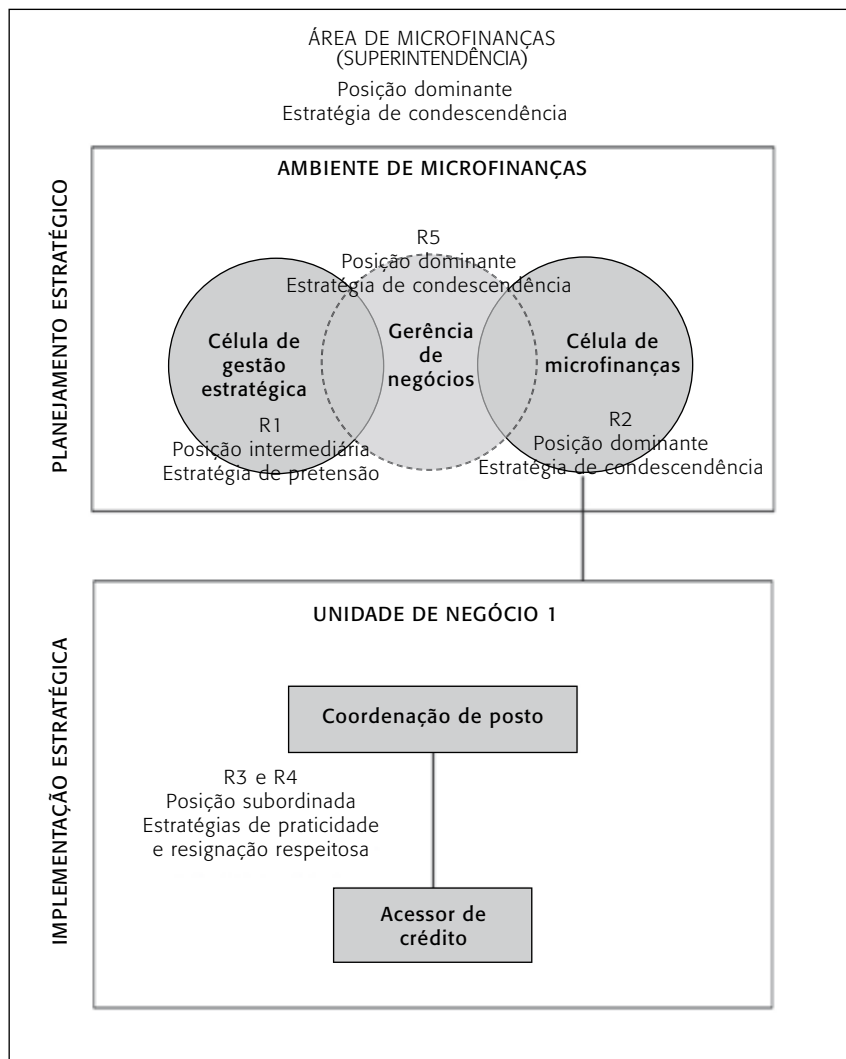 ÁREA DE MICROFINANÇAS
(SUPERINTENDÊNCIA)
Posição dominante
Estratégia de condescendência
PLANEJAMENTO ESTRATÉGICO
AMBIENTE DE MICROFINANÇAS
R5
Posição dominante
Estratégia de condescendência
Célula de
gestão
estratégica
R1
Posição intermediária
Estratégia de pretensão
Gerência
de
negócios
Célula de
microfinanças
R2
Posição dominante
Estratégia de condescendência
IMPLEMENTAÇÃO ESTRATÉGICA
UNIDADE DE NEGÓCIO 1
Coordenação de posto
R3 e R4
Posição subordinada
Estratégias de praticidade
e resignação respeitosa
Acessor de
crédito